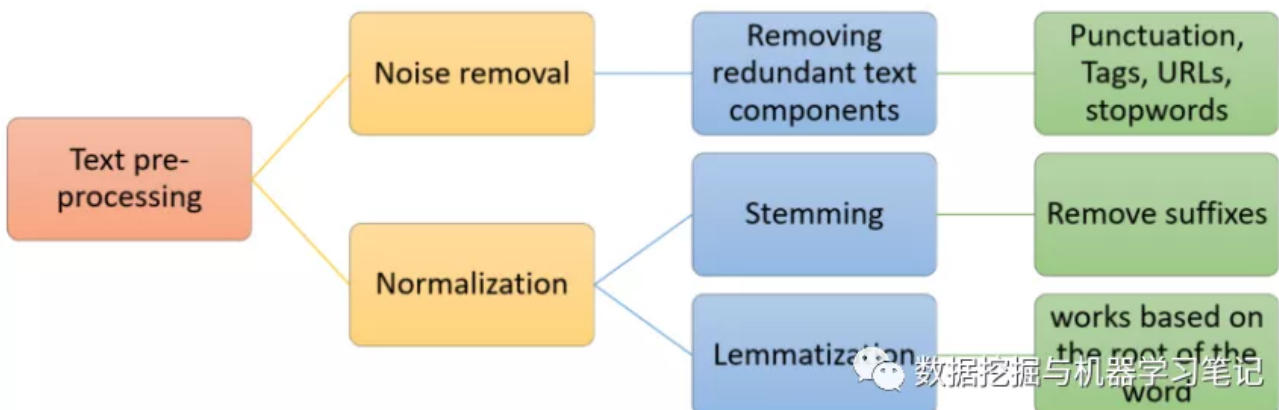 Text pre-
processing
Noise removal
Removing
redundant text
components
Punctuation,
Tags, URLs,
stopwords
Normalization
Stemming
Remove suffixes
Lemmatization
works based on
the root of the
word
数据挖掘与机器学习笔记